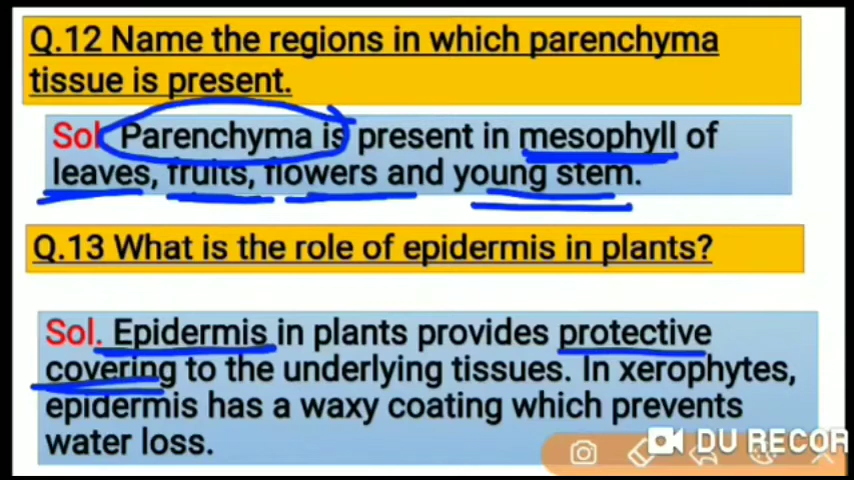 Q.12 Name the regions in which parenchyma
tissue is present.
Sol. Parenchyma is present in mesophyll of
leaves, fruits, flowers and young stem.
Q.13 What is the role of epidermis in plants?
Sol. Epidermis in plants provides protective
covering to the underlying tissues. In xerophytes,
epidermis has a waxy coating which prevents
water loss.
DU RECOR